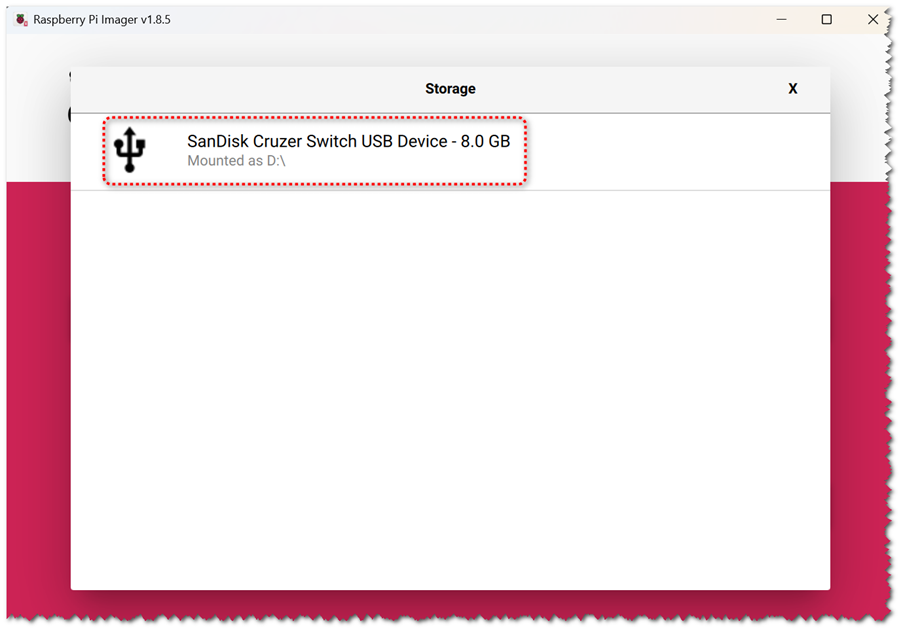 Raspberry Pi Imager v1.8.5
Storage
X
SanDisk Cruzer Switch USB Device - 8.0 GB
Mounted as D:\